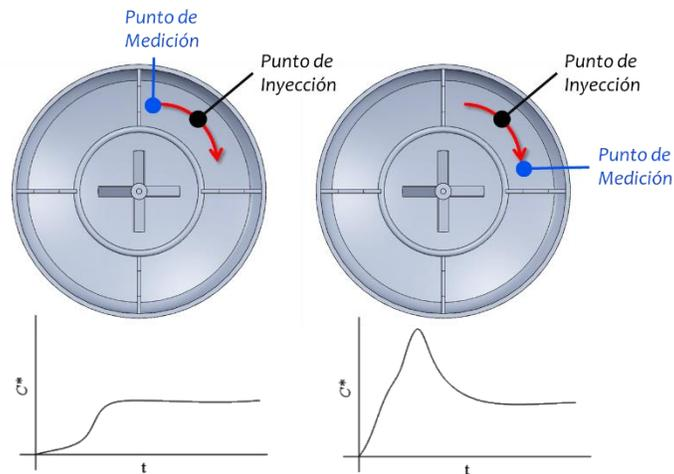 Punto de
Medición
Punto de
Inyección
Punto de
Inyección
Punto de
Medición
C*
t
C*
t